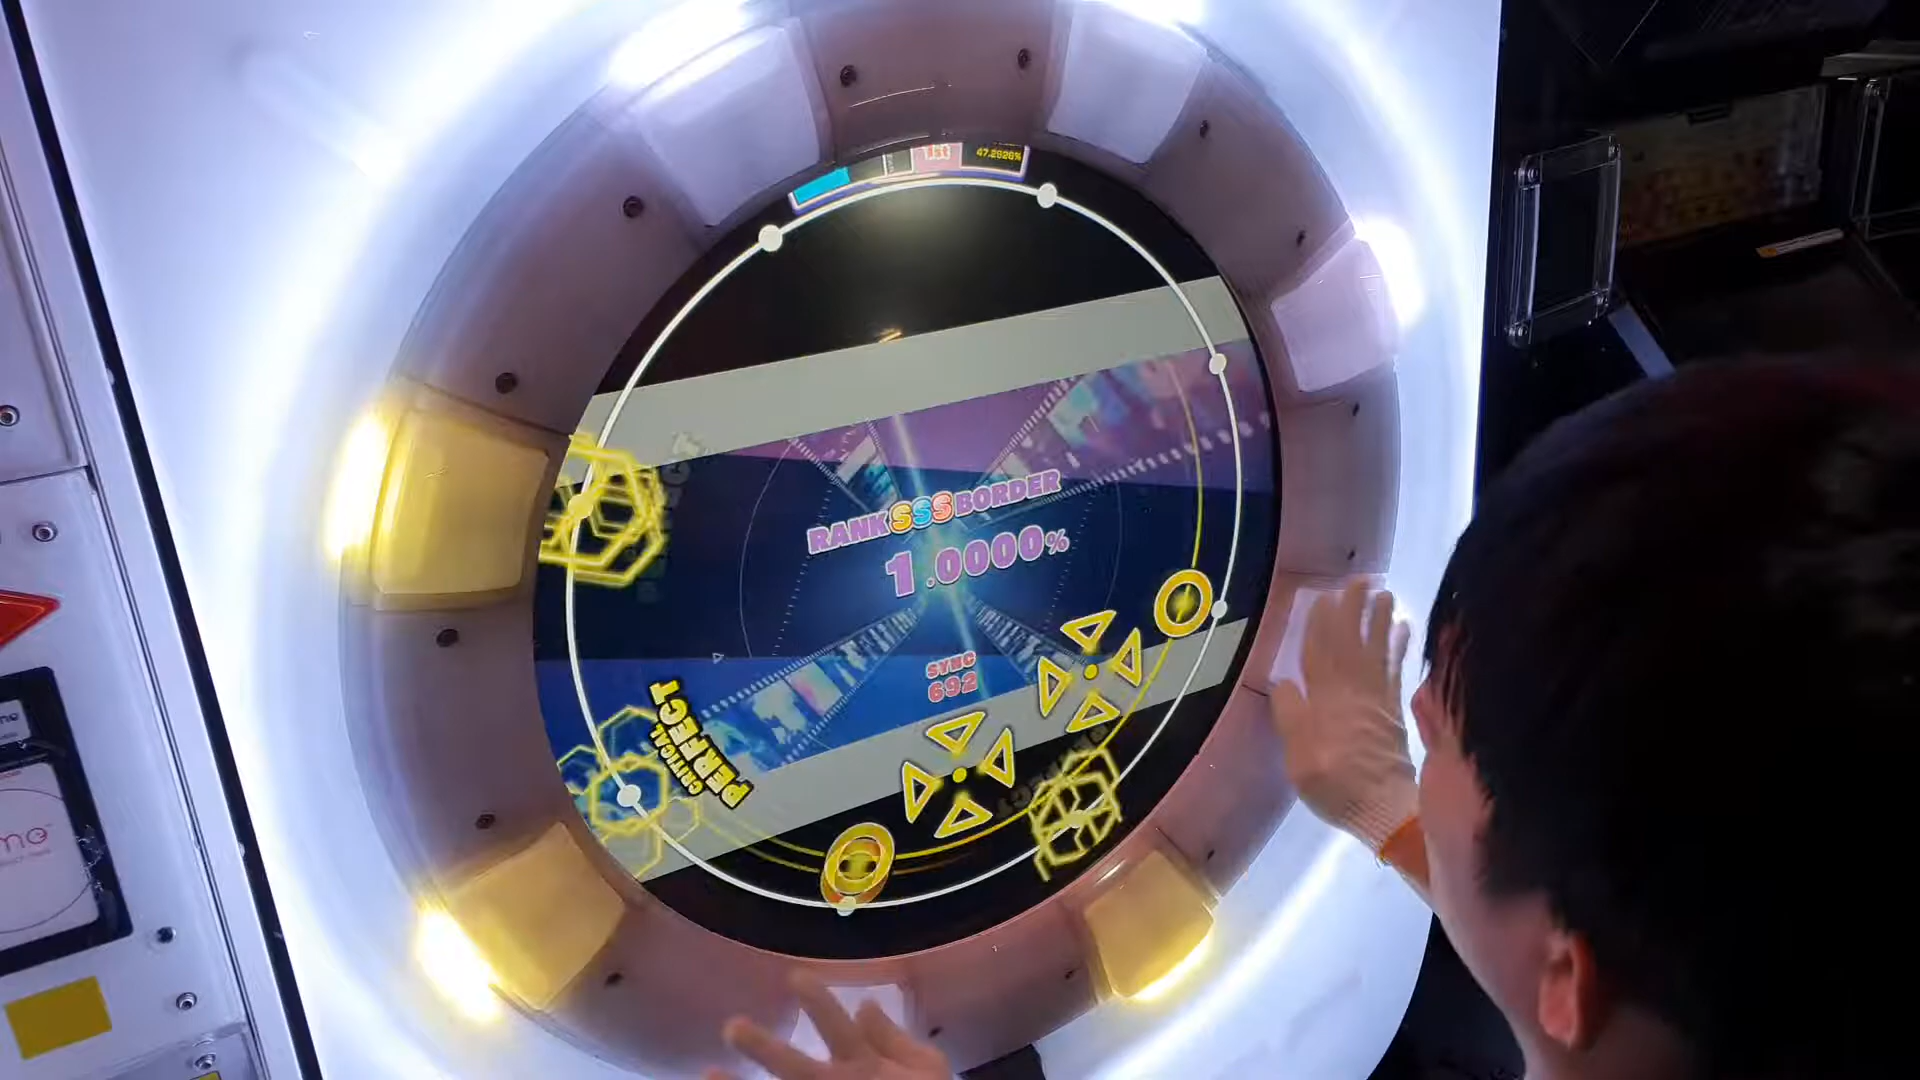 1st
47.2926%
RANK SSS BORDER
1.0000%
SYNC
692
CRITICAL
PERFECT